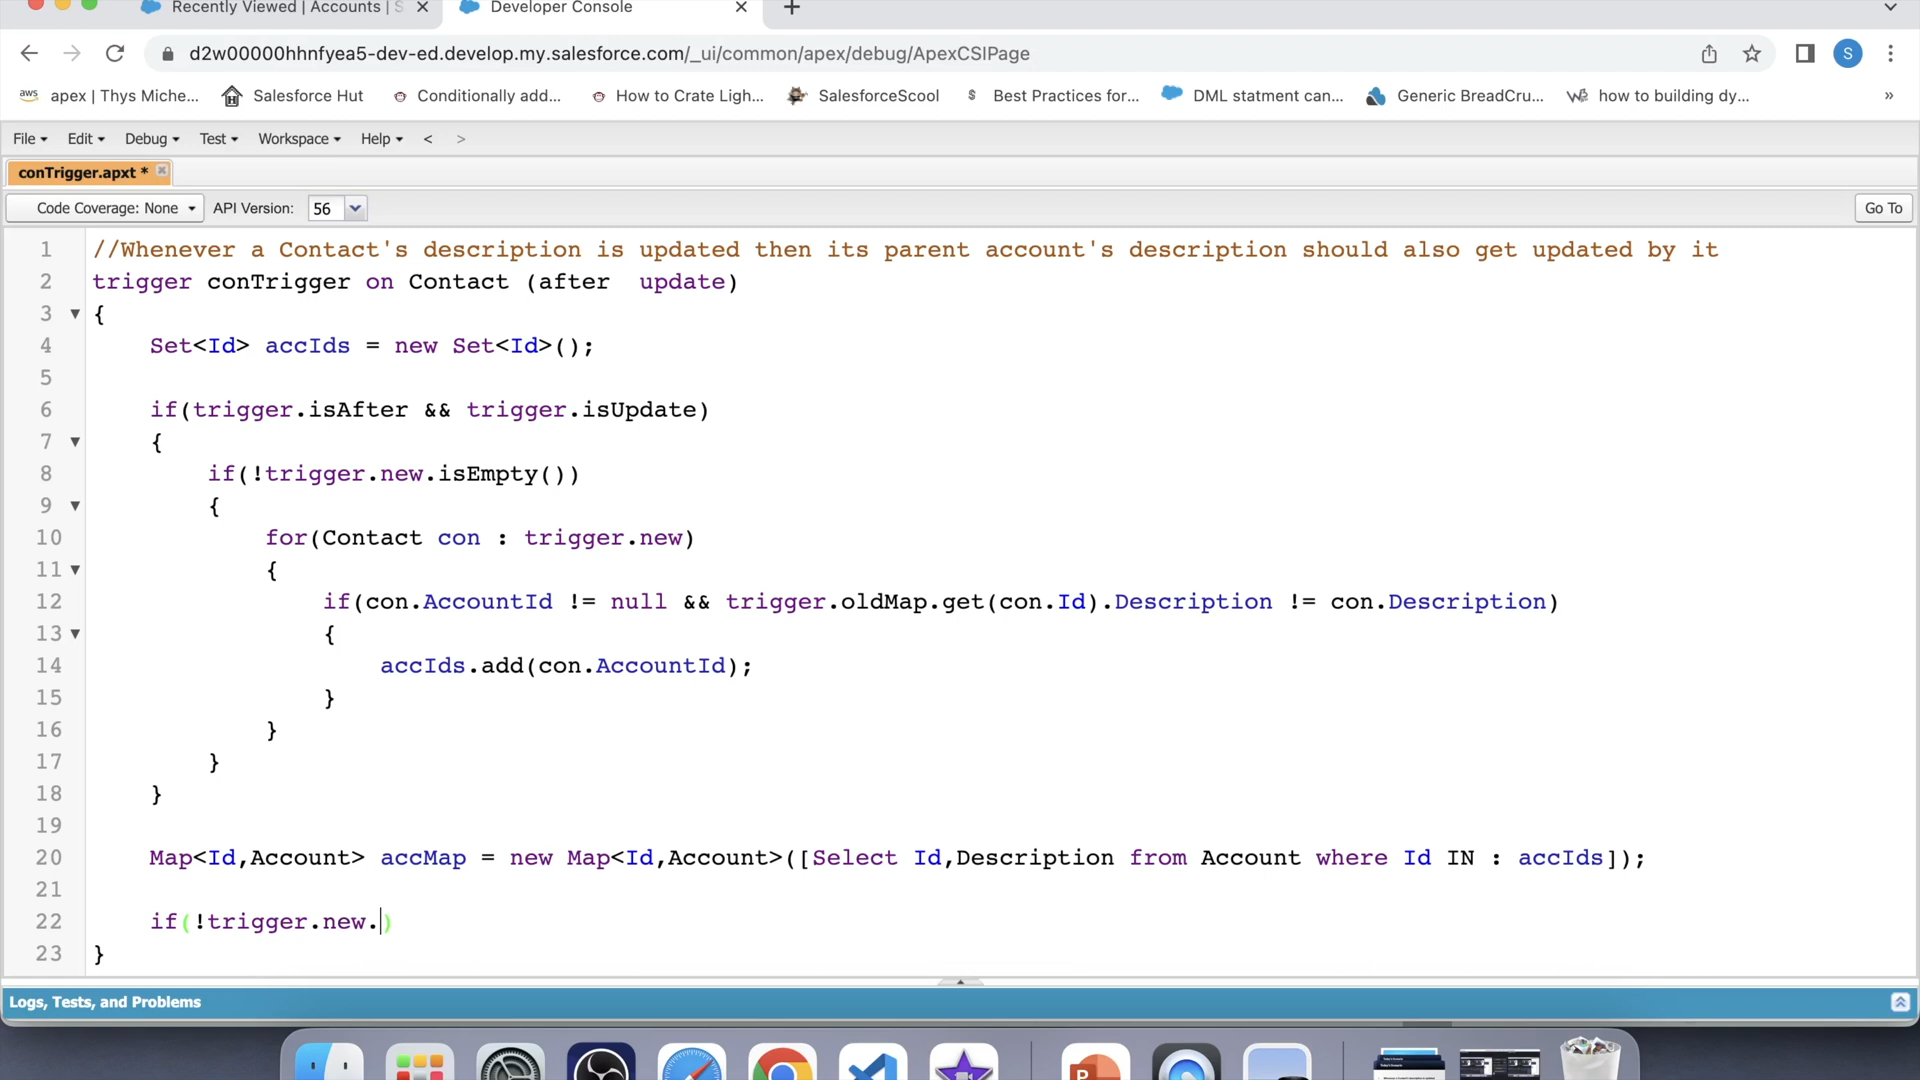 Recently Viewed | Accounts | S
Developer Console
d2w00000hhnfyea5-dev-ed.develop.my.salesforce.com/_ui/common/apex/debug/ApexCSIPage
S
aws apex | Thys Miche... Salesforce Hut Conditionally add... How to Crate Ligh... SalesforceScool Best Practices for... DML statment can... Generic BreadCru... how to building dy... »
File Edit Debug Test Workspace Help < >
conTrigger.apxt *
Code Coverage: None API Version: 56 Go To
1 //Whenever a Contact's description is updated then its parent account's description should also get updated by it
2 trigger conTrigger on Contact (after  update)
3 {
4 Set<Id> accIds = new Set<Id>();
5
6 if(trigger.isAfter && trigger.isUpdate)
7 {
8 if(!trigger.new.isEmpty())
9 {
10 for(Contact con : trigger.new)
11 {
12 if(con.AccountId != null && trigger.oldMap.get(con.Id).Description != con.Description)
13 {
14 accIds.add(con.AccountId);
15 }
16 }
17 }
18 }
19
20 Map<Id,Account> accMap = new Map<Id,Account>([Select Id,Description from Account where Id IN : accIds]);
21
22 if(!trigger.new.)
23 }
Logs, Tests, and Problems